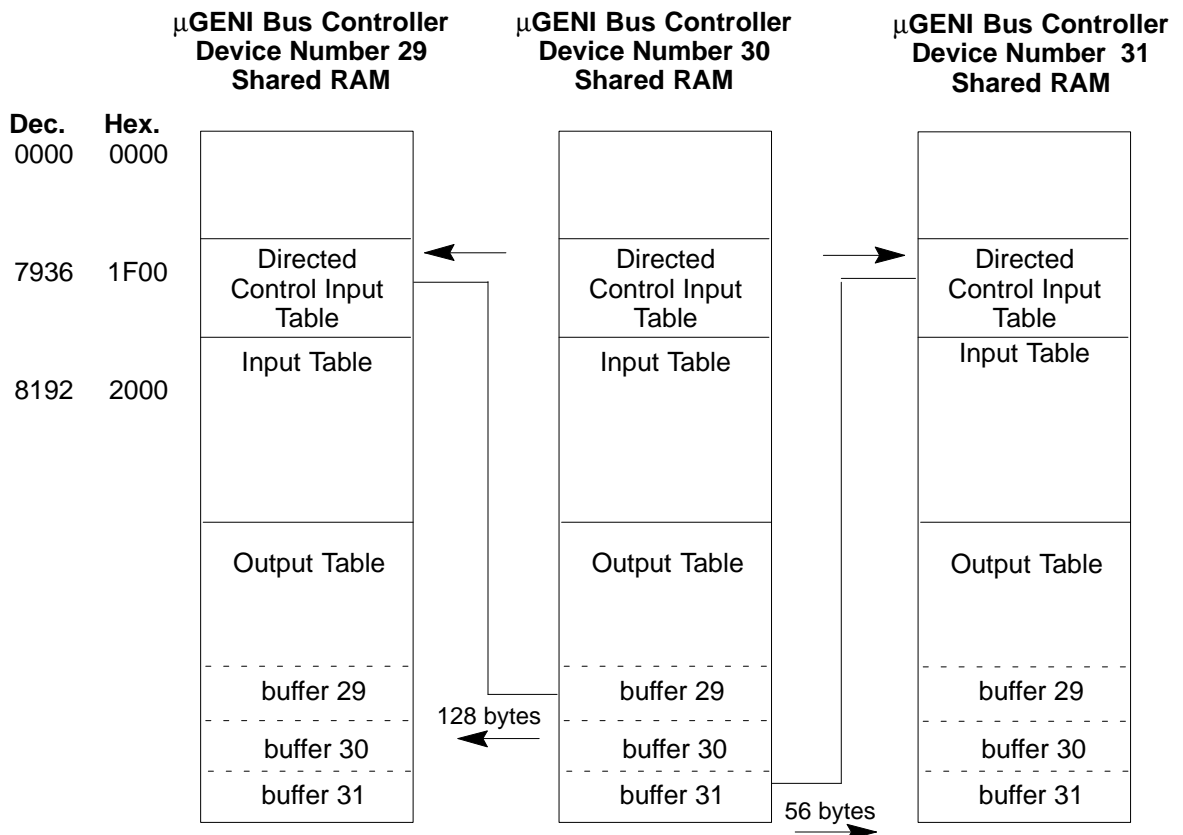 µGENI Bus Controller
Device Number 29
Shared RAM
µGENI Bus Controller
Device Number 30
Shared RAM
µGENI Bus Controller
Device Number 31
Shared RAM
Dec. Hex.
0000 0000
7936 1F00
8192 2000
Directed
Control Input
Table
Input Table
Output Table
buffer 29
buffer 30
buffer 31
128 bytes
Directed
Control Input
Table
Input Table
Output Table
buffer 29
buffer 30
buffer 31
56 bytes
Directed
Control Input
Table
Input Table
Output Table
buffer 29
buffer 30
buffer 31